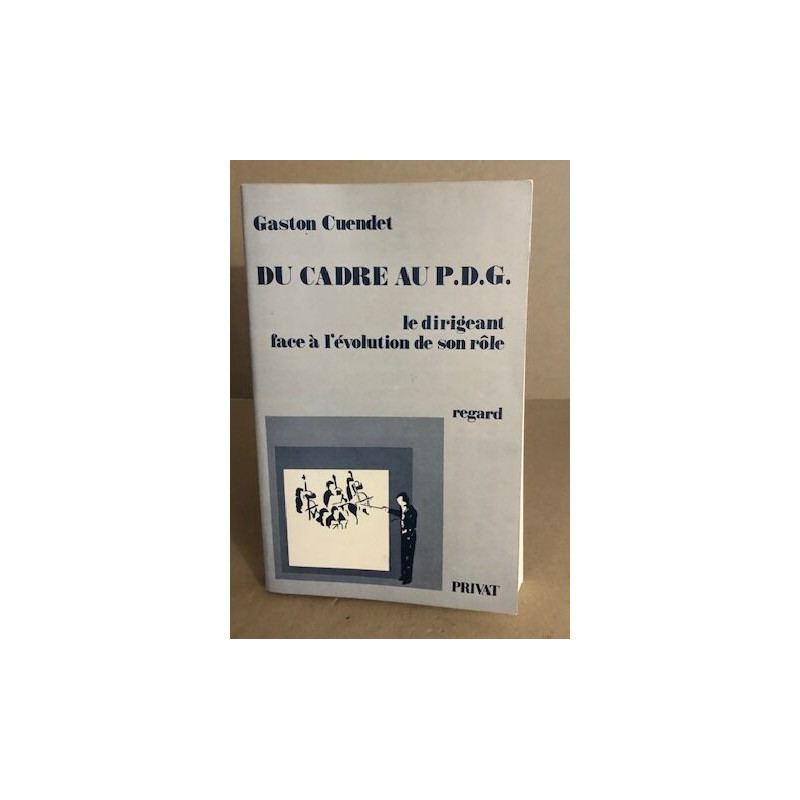 Gaston Cuendet
DU CADRE AU P.D.G.
le dirigeant
face à l'évolution de son rôle
regard
PRIVAT